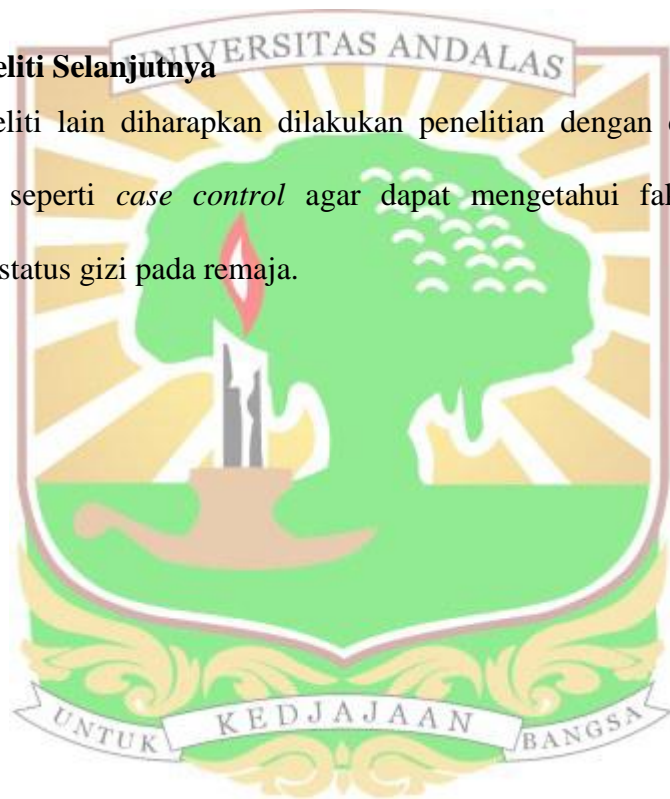 UNIVERSITAS ANDALAS
eliti Selanjutnya
eliti lain diharapkan dilakukan penelitian dengan
seperti case control agar dapat mengetahui
status gizi pada remaja.
UNTUK KEDJAJAAN BANGSA